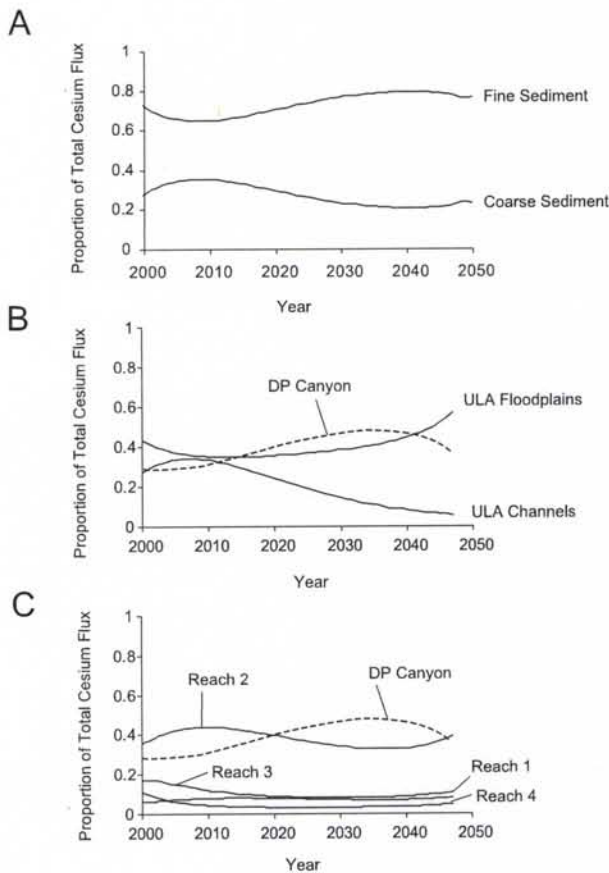 A
Proportion of Total Cesium Flux
1
0.8
0.6
0.4
0.2
0
Fine Sediment
Coarse Sediment
2000 2010 2020 2030 2040 2050
Year
B
Proportion of Total Cesium Flux
1
0.8
0.6
0.4
0.2
0
DP Canyon
ULA Floodplains
ULA Channels
2000 2010 2020 2030 2040 2050
Year
C
Proportion of Total Cesium Flux
1
0.8
0.6
0.4
0.2
0
Reach 2
DP Canyon
Reach 3
Reach 1
Reach 4
2000 2010 2020 2030 2040 2050
Year